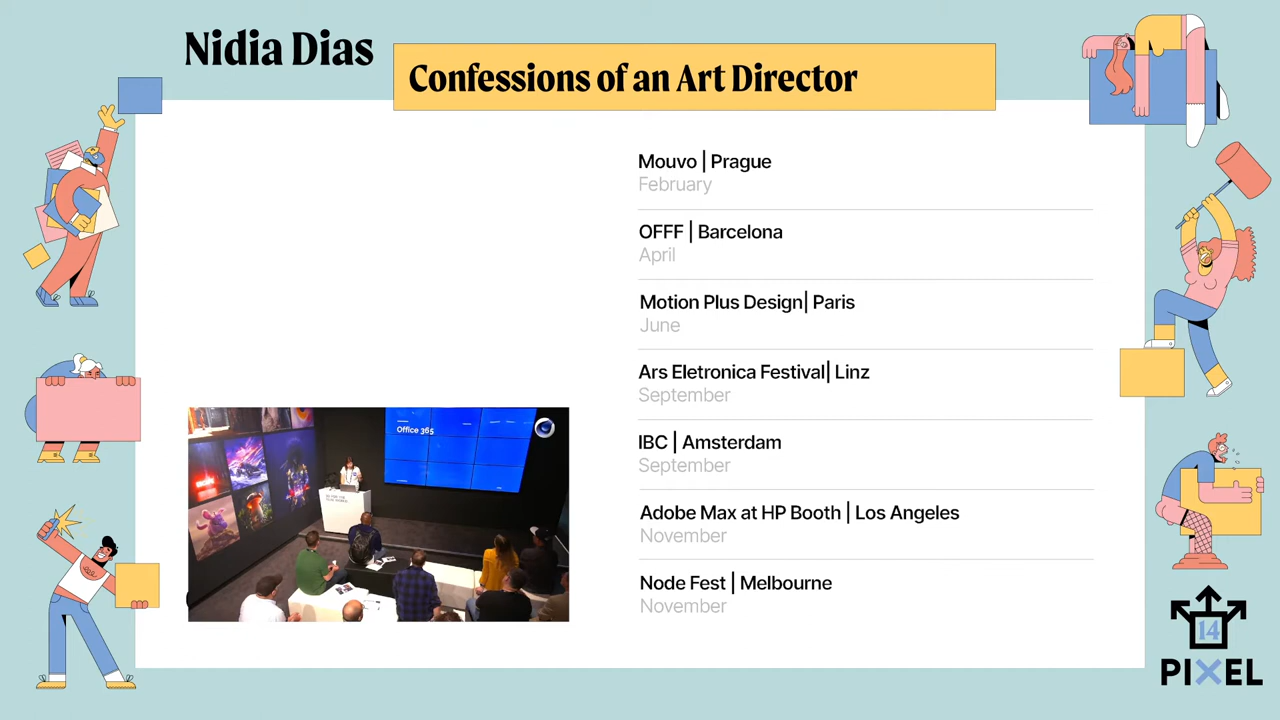 Nidia Dias
Confessions of an Art Director
Mouvo | Prague
February
OFFF | Barcelona
April
Motion Plus Design| Paris
June
Ars Eletronica Festival| Linz
September
IBC | Amsterdam
September
Adobe Max at HP Booth | Los Angeles
November
Node Fest | Melbourne
November
Office 365
14
PIXEL